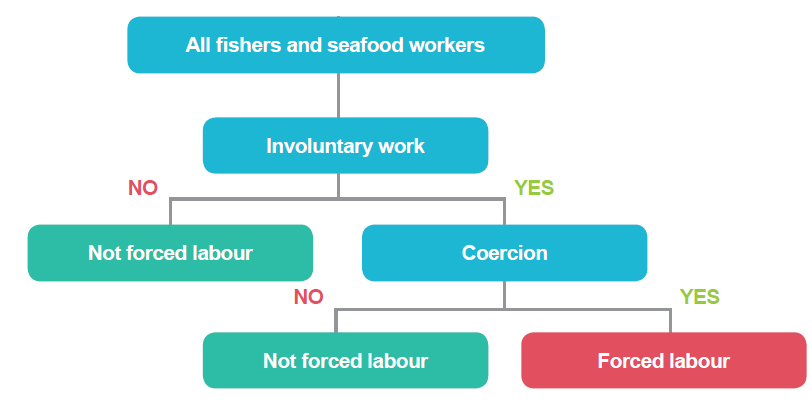 All fishers and seafood workers
Involuntary work
NO
YES
Not forced labour
Coercion
NO
YES
Not forced labour
Forced labour